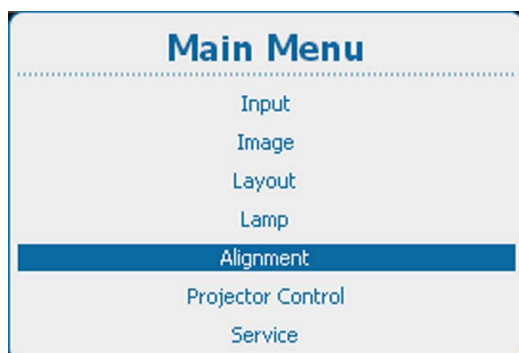 Main Menu
Input
Image
Layout
Lamp
Alignment
Projector Control
Service